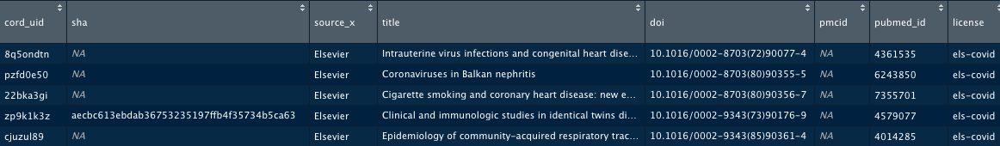 cord_uid sha source_x title doi pmcid pubmed_id license
8q5ondtn NA Elsevier Intrauterine virus infections and congenital heart dise... 10.1016/0002-8703(72)90077-4 NA 4361535 els-covid
pzfd0e50 NA Elsevier Coronaviruses in Balkan nephritis 10.1016/0002-8703(80)90355-5 NA 6243850 els-covid
22bka3gi NA Elsevier Cigarette smoking and coronary heart disease: new e... 10.1016/0002-8703(80)90356-7 NA 7355701 els-covid
zp9k1k3z aecbc613ebdab36753235197ffb4f35734b5ca63 Elsevier Clinical and immunologic studies in identical twins di... 10.1016/0002-9343(73)90176-9 NA 4579077 els-covid
cjuzul89 NA Elsevier Epidemiology of community-acquired respiratory trac... 10.1016/0002-9343(85)90361-4 NA 4014285 els-covid